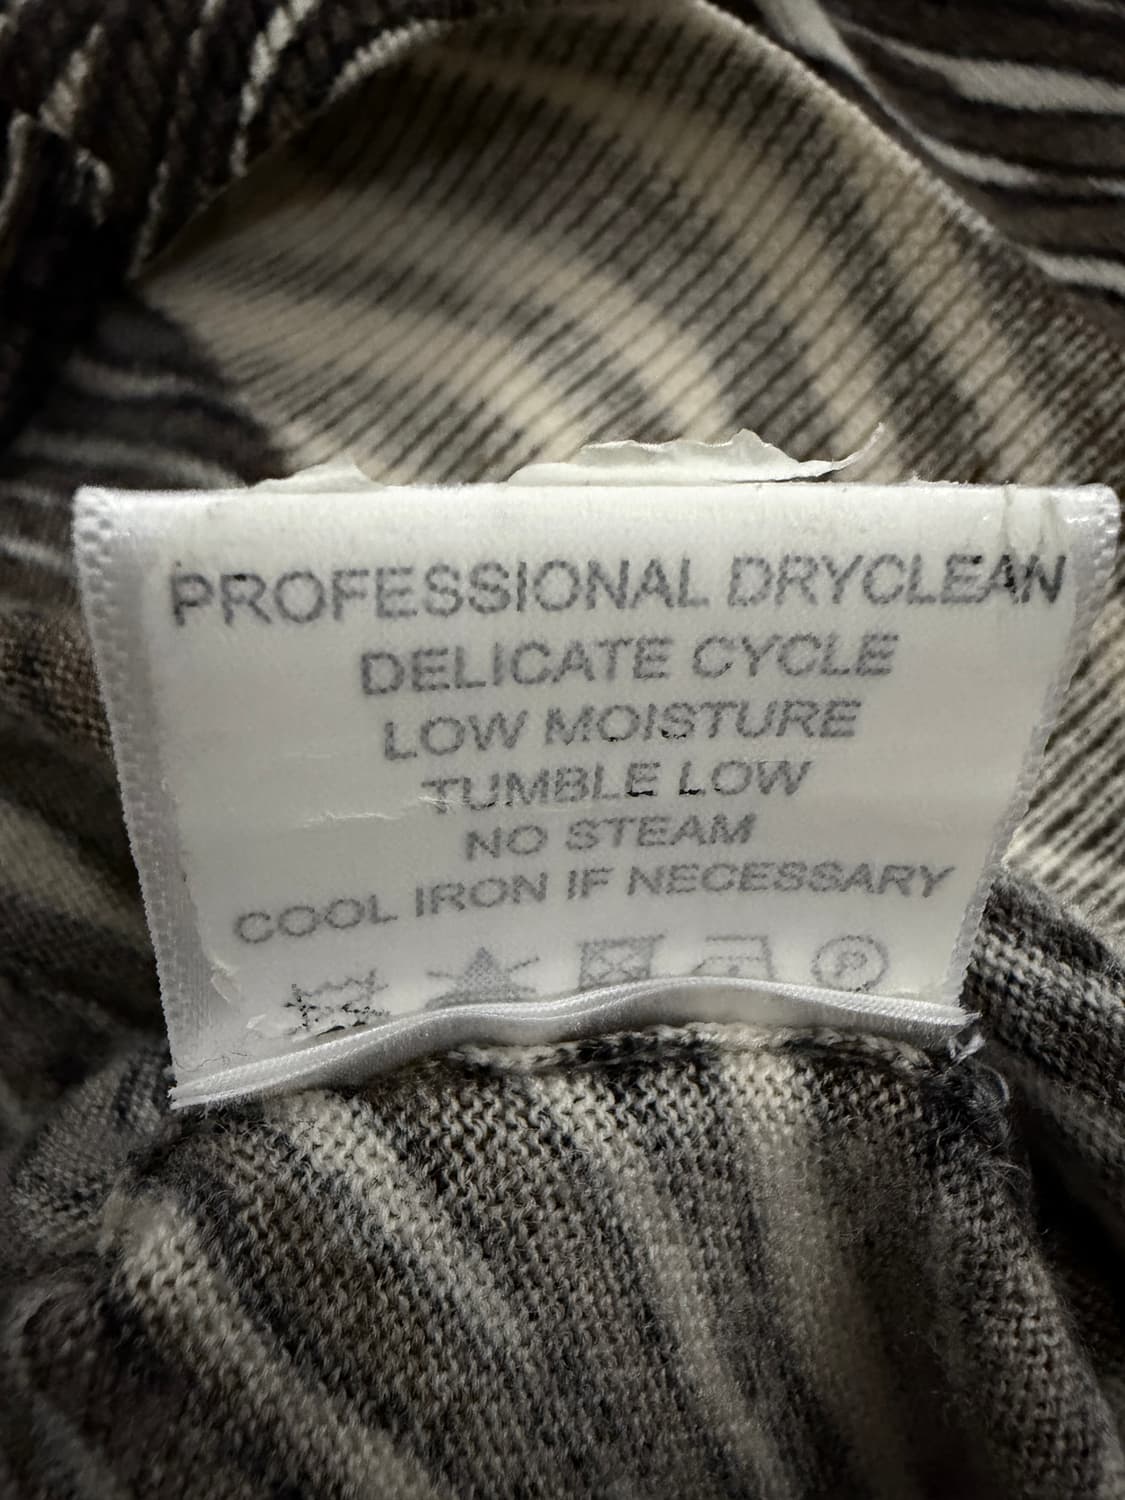 PROFESSIONAL DRYCLEAN
DELICATE CYCLE
LOW MOISTURE
TUMBLE LOW
NO STEAM
COOL IRON IF NECESSARY
P